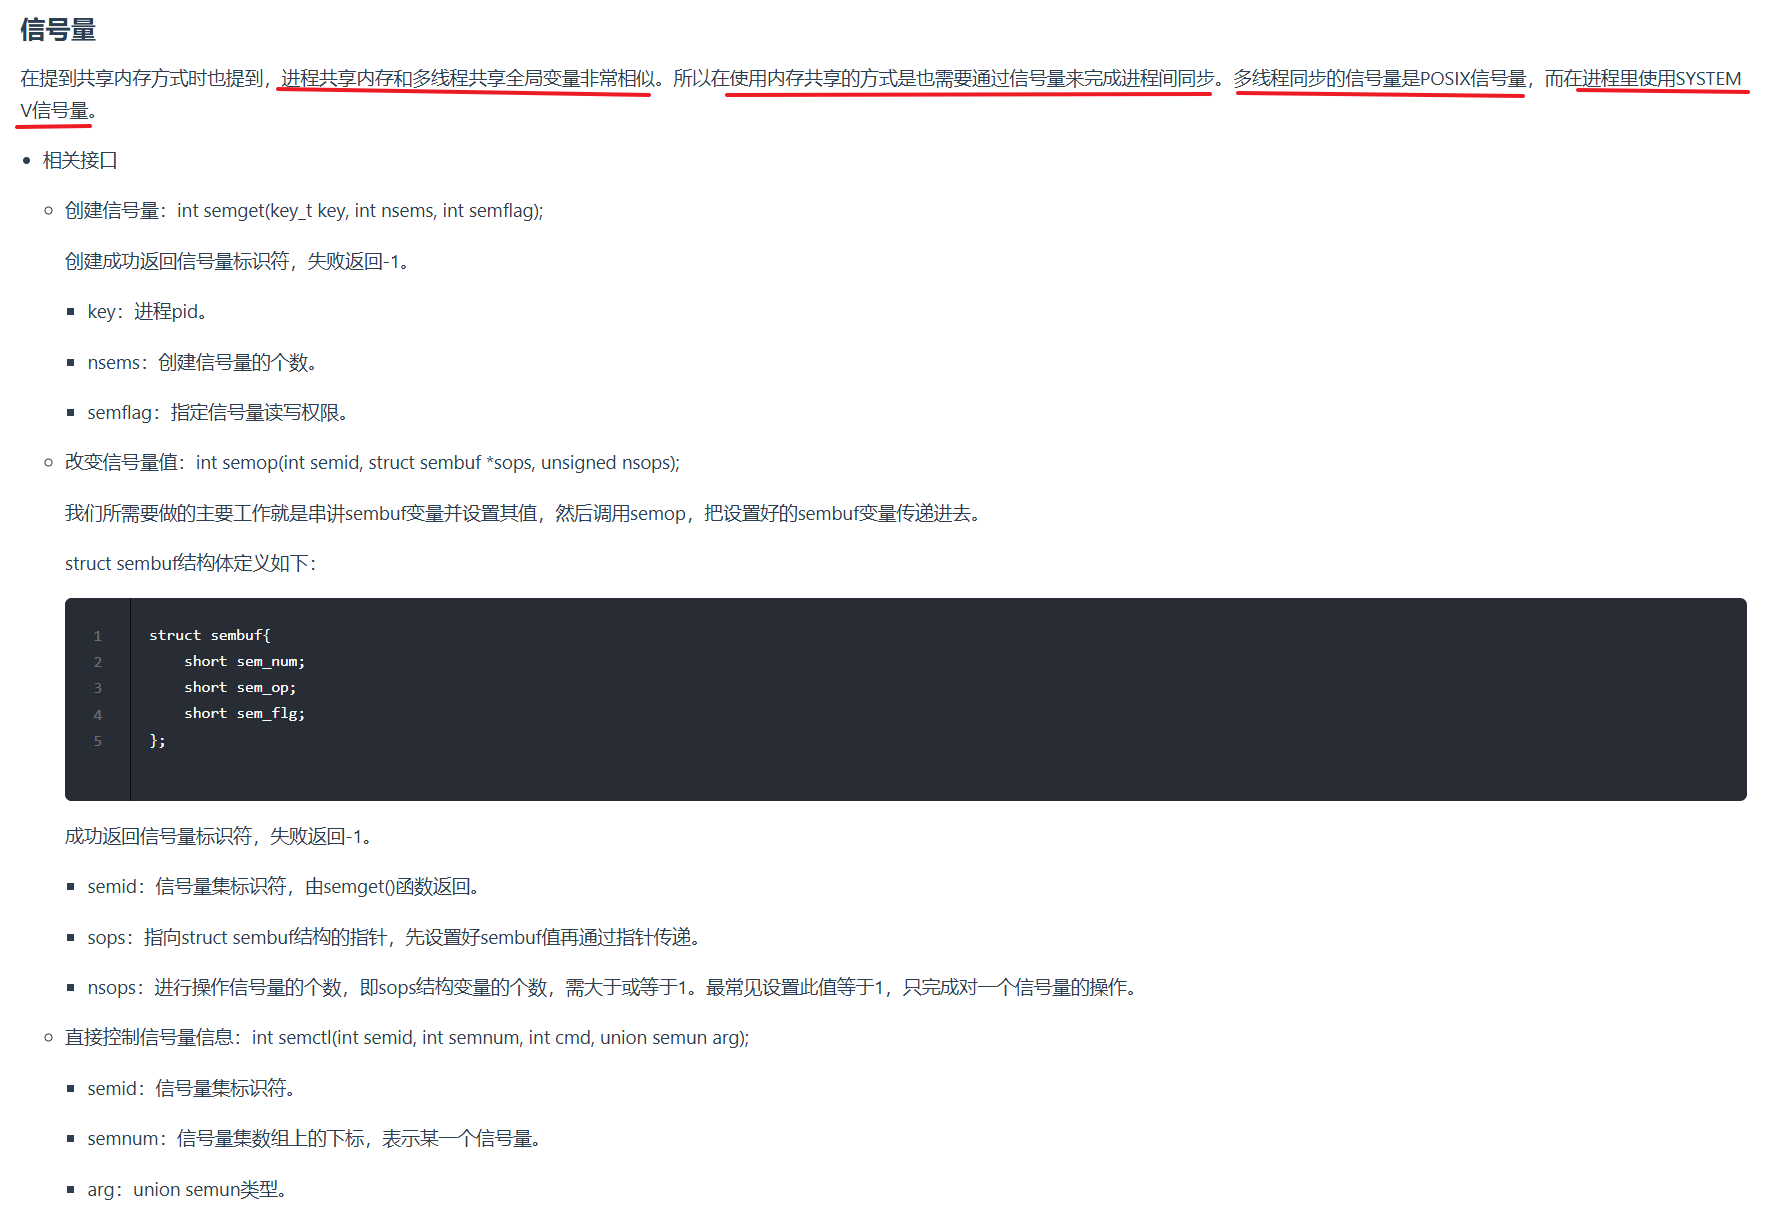 信号量
在提到共享内存方式时也提到，进程共享内存和多线程共享全局变量非常相似。所以在使用内存共享的方式是也需要通过信号量来完成进程间同步。多线程同步的信号量是POSIX信号量，而在进程里使用SYSTEM
V信号量。
相关接口
创建信号量：int semget(key_t key, int nsems, int semflag);
创建成功返回信号量标识符，失败返回-1。
key：进程pid。
nsems：创建信号量的个数。
semflag：指定信号量读写权限。
改变信号量值：int semop(int semid, struct sembuf *sops, unsigned nsops);
我们所需要做的主要工作就是串讲sembuf变量并设置其值，然后调用semop，把设置好的sembuf变量传递进去。
struct sembuf结构体定义如下：
1 struct sembuf{
2 short sem_num;
3 short sem_op;
4 short sem_flg;
5 };
成功返回信号量标识符，失败返回-1。
semid：信号量集标识符，由semget()函数返回。
sops：指向struct sembuf结构的指针，先设置好sembuf值再通过指针传递。
nsops：进行操作信号量的个数，即sops结构变量的个数，需大于或等于1。最常见设置此值等于1，只完成对一个信号量的操作。
直接控制信号量信息：int semctl(int semid, int semnum, int cmd, union semun arg);
semid：信号量集标识符。
semnum：信号量集数组上的下标，表示某一个信号量。
arg：union semun类型。